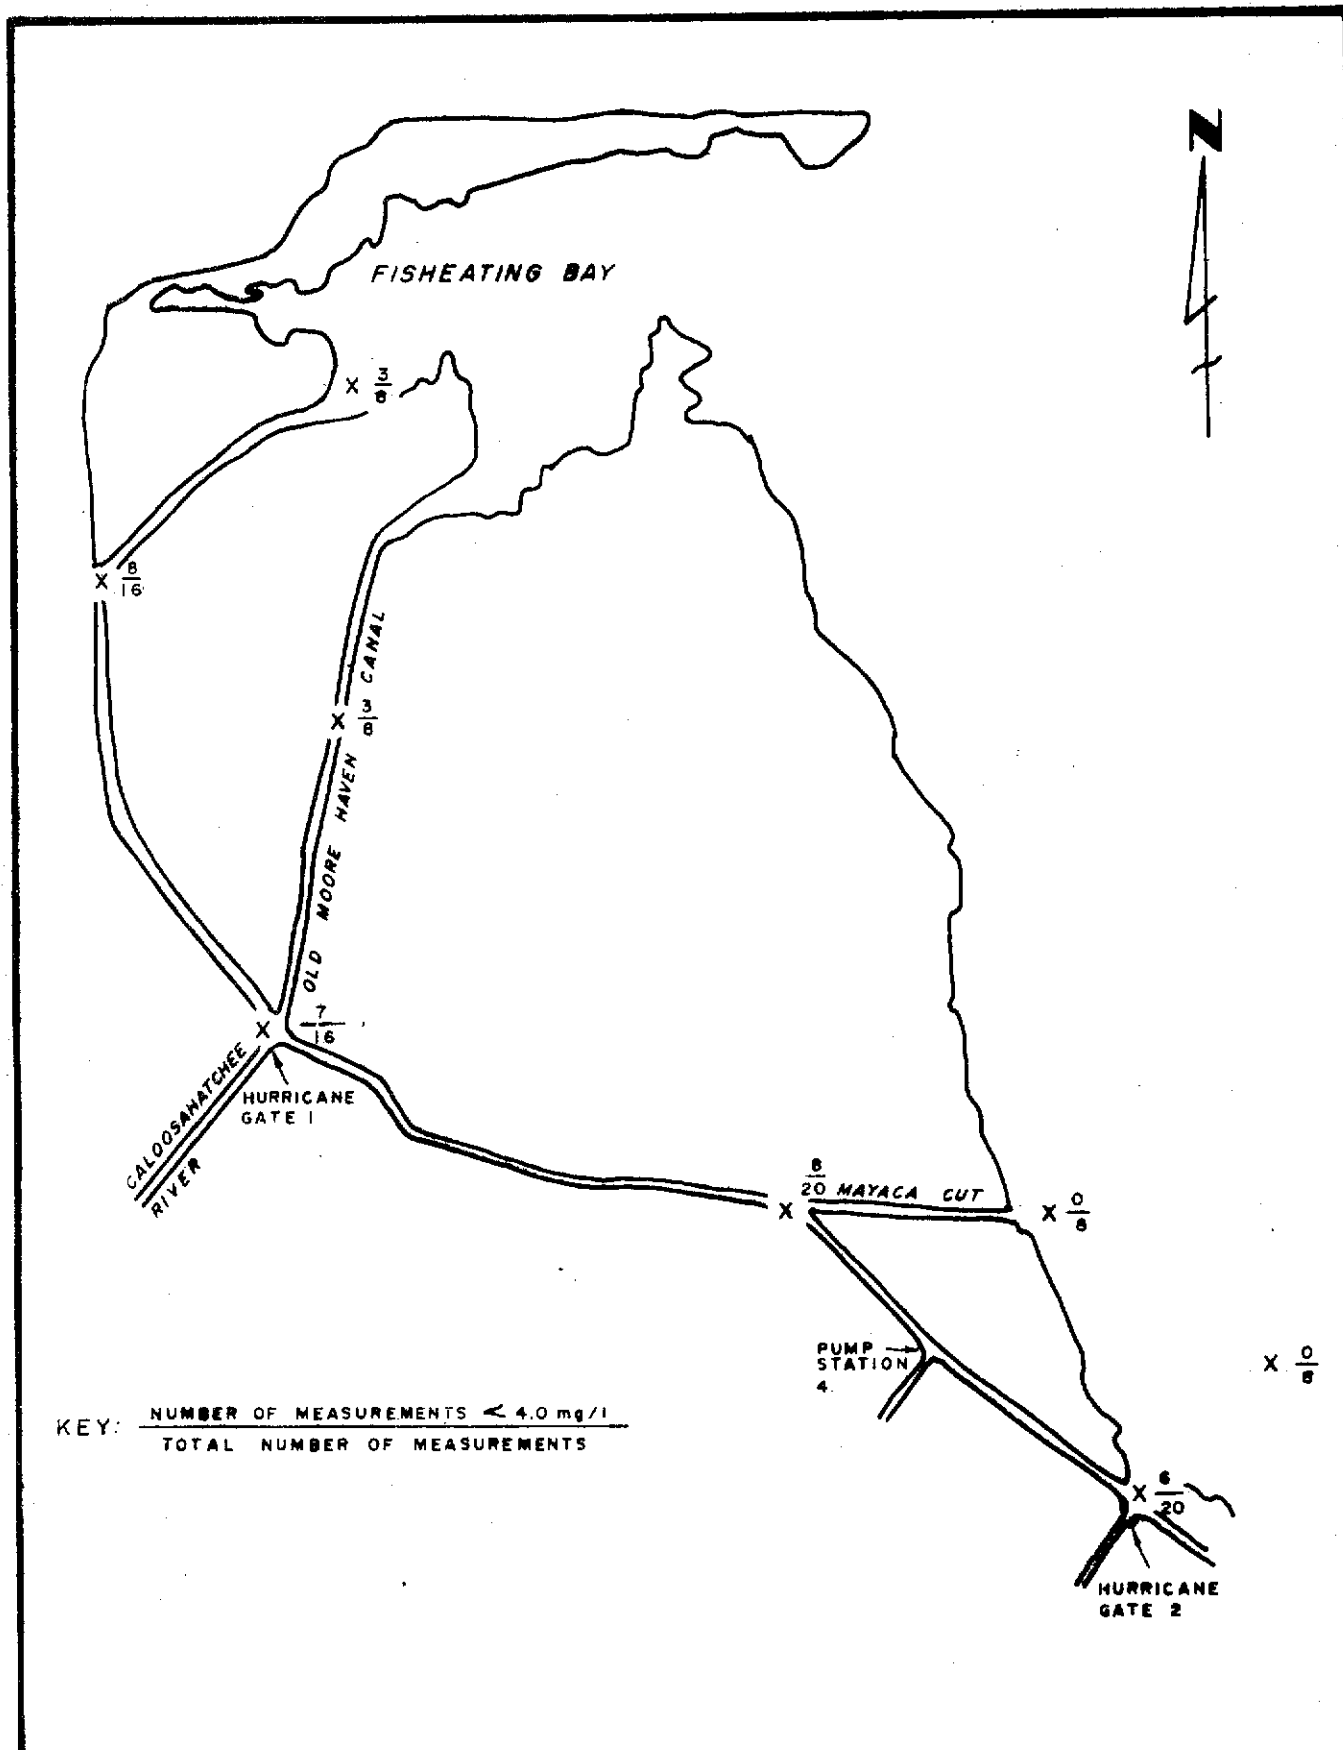 N
FISHEATING BAY
X 3/8
X 8/16
OLD MOORE HAVEN CANAL
X 3/8
X 7/16
CALOOSAHATCHEE
RIVER
HURRICANE
GATE 1
8/20
X
MAYACA CUT
X 0/8
PUMP
STATION
4
X 0/8
KEY: NUMBER OF MEASUREMENTS < 4.0 mg/l
TOTAL NUMBER OF MEASUREMENTS
X 6/20
HURRICANE
GATE 2